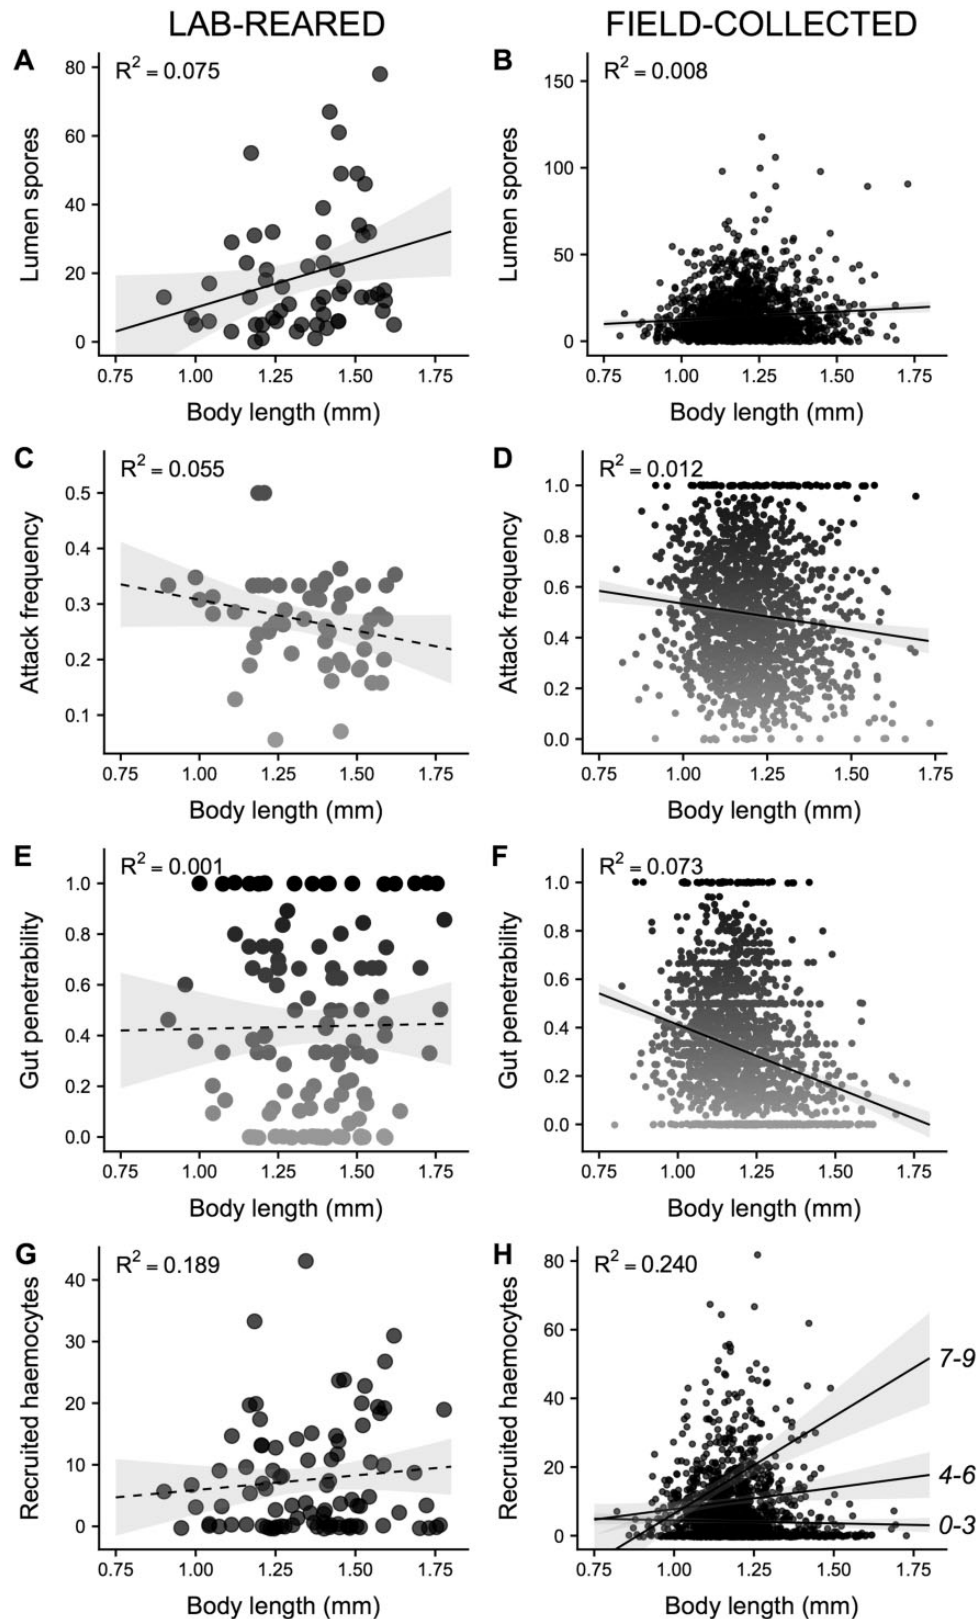 LAB-REARED
FIELD-COLLECTED
A
R² = 0.075
Lumen spores
80
60
40
20
0
0.75 1.00 1.25 1.50 1.75
Body length (mm)
B
R² = 0.008
Lumen spores
150
100
50
0
0.75 1.00 1.25 1.50 1.75
Body length (mm)
C
R² = 0.055
Attack frequency
0.5
0.4
0.3
0.2
0.1
0.75 1.00 1.25 1.50 1.75
Body length (mm)
D
R² = 0.012
Attack frequency
1.0
0.8
0.6
0.4
0.2
0.0
0.75 1.00 1.25 1.50 1.75
Body length (mm)
E
R² = 0.001
Gut penetrability
1.0
0.8
0.6
0.4
0.2
0.0
0.75 1.00 1.25 1.50 1.75
Body length (mm)
F
R² = 0.073
Gut penetrability
1.0
0.8
0.6
0.4
0.2
0.0
0.75 1.00 1.25 1.50 1.75
Body length (mm)
G
R² = 0.189
Recruited haemocytes
40
30
20
10
0
0.75 1.00 1.25 1.50 1.75
Body length (mm)
H
R² = 0.240
Recruited haemocytes
80
60
40
20
0
7-9
4-6
0-3
0.75 1.00 1.25 1.50 1.75
Body length (mm)